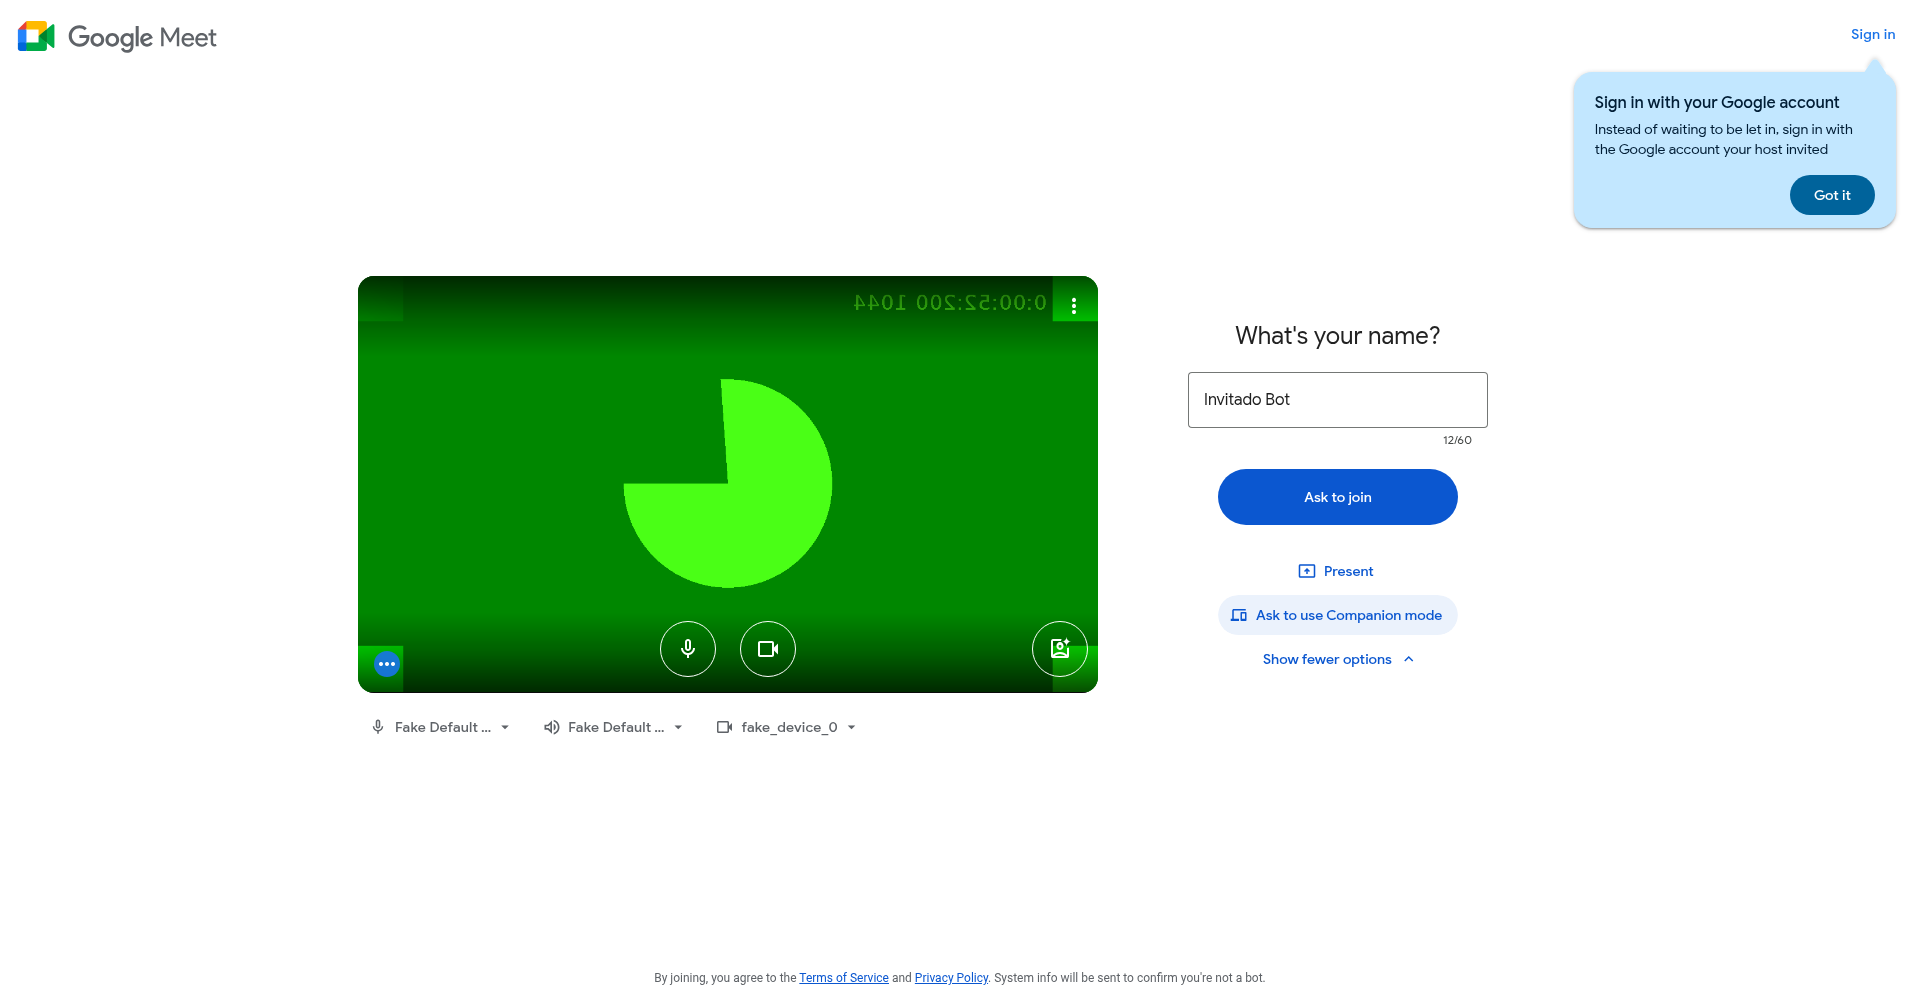 Google Meet
Sign in
Sign in with your Google account
Instead of waiting to be let in, sign in with
the Google account your host invited
Got it
0:00:52:200 1044
What's your name?
Invitado Bot
12/60
Ask to join
Present
Ask to use Companion mode
Show fewer options
Fake Default ...
Fake Default ...
fake_device_0
By joining, you agree to the Terms of Service and Privacy Policy. System info will be sent to confirm you're not a bot.